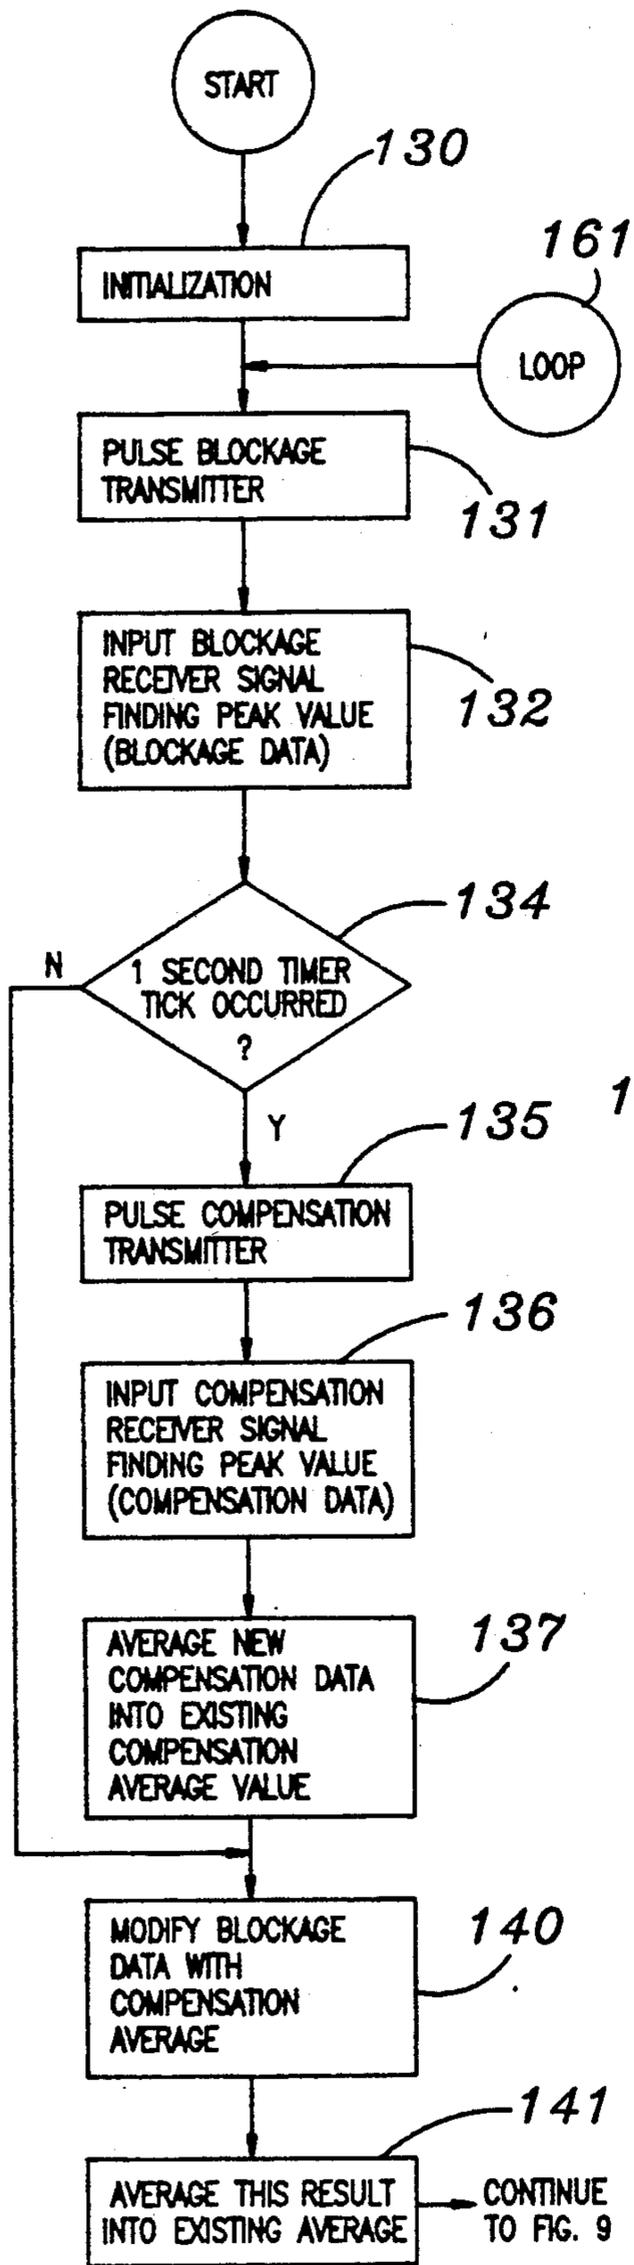 START
130
INITIALIZATION
161
LOOP
PULSE BLOCKAGE
TRANSMITTER
131
INPUT BLOCKAGE
RECEIVER SIGNAL
FINDING PEAK VALUE
(BLOCKAGE DATA)
132
134
N
1 SECOND TIMER
TICK OCCURRED
?
1
Y
135
PULSE COMPENSATION
TRANSMITTER
136
INPUT COMPENSATION
RECEIVER SIGNAL
FINDING PEAK VALUE
(COMPENSATION DATA)
137
AVERAGE NEW
COMPENSATION DATA
INTO EXISTING
COMPENSATION
AVERAGE VALUE
140
MODIFY BLOCKAGE
DATA WITH
COMPENSATION
AVERAGE
141
AVERAGE THIS RESULT
INTO EXISTING AVERAGE
CONTINUE
TO FIG. 9